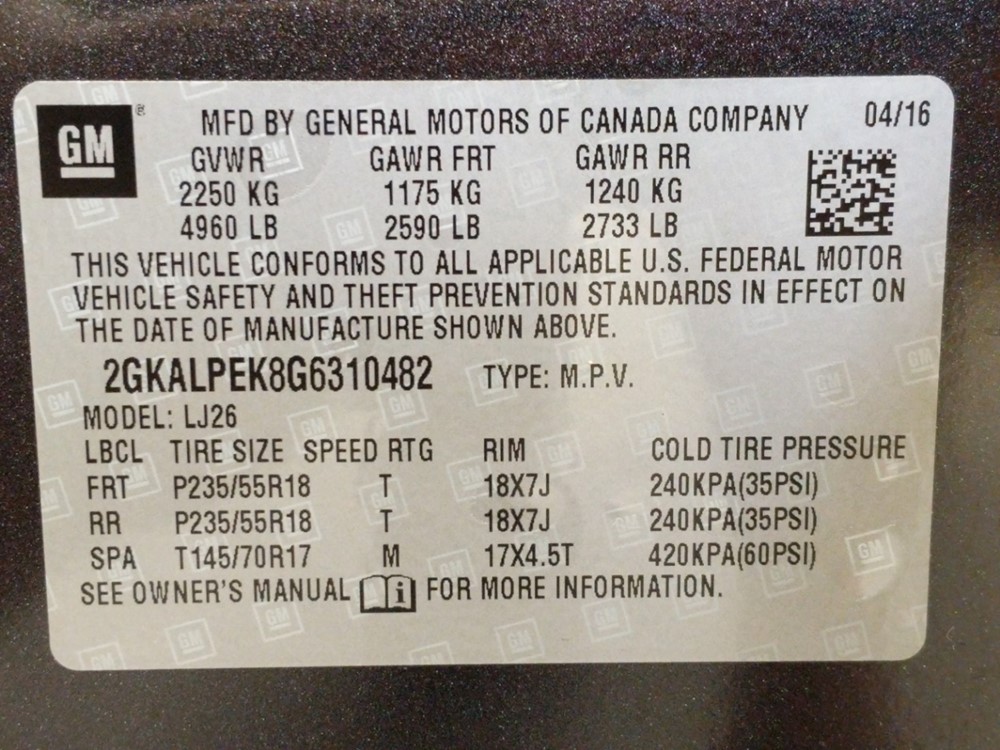 GM ® MFD BY GENERAL MOTORS OF CANADA COMPANY 04/16
GVWR GAWR FRT GAWR RR
2250 KG 1175 KG 1240 KG
4960 LB 2590 LB 2733 LB
THIS VEHICLE CONFORMS TO ALL APPLICABLE U.S. FEDERAL MOTOR
VEHICLE SAFETY AND THEFT PREVENTION STANDARDS IN EFFECT ON
THE DATE OF MANUFACTURE SHOWN ABOVE.
2GKALPEK8G6310482 TYPE: M.P.V.
MODEL: LJ26
LBCL TIRE SIZE SPEED RTG RIM COLD TIRE PRESSURE
FRT P235/55R18 T 18X7J 240KPA(35PSI)
RR P235/55R18 T 18X7J 240KPA(35PSI)
SPA T145/70R17 M 17X4.5T 420KPA(60PSI)
SEE OWNER'S MANUAL i FOR MORE INFORMATION.